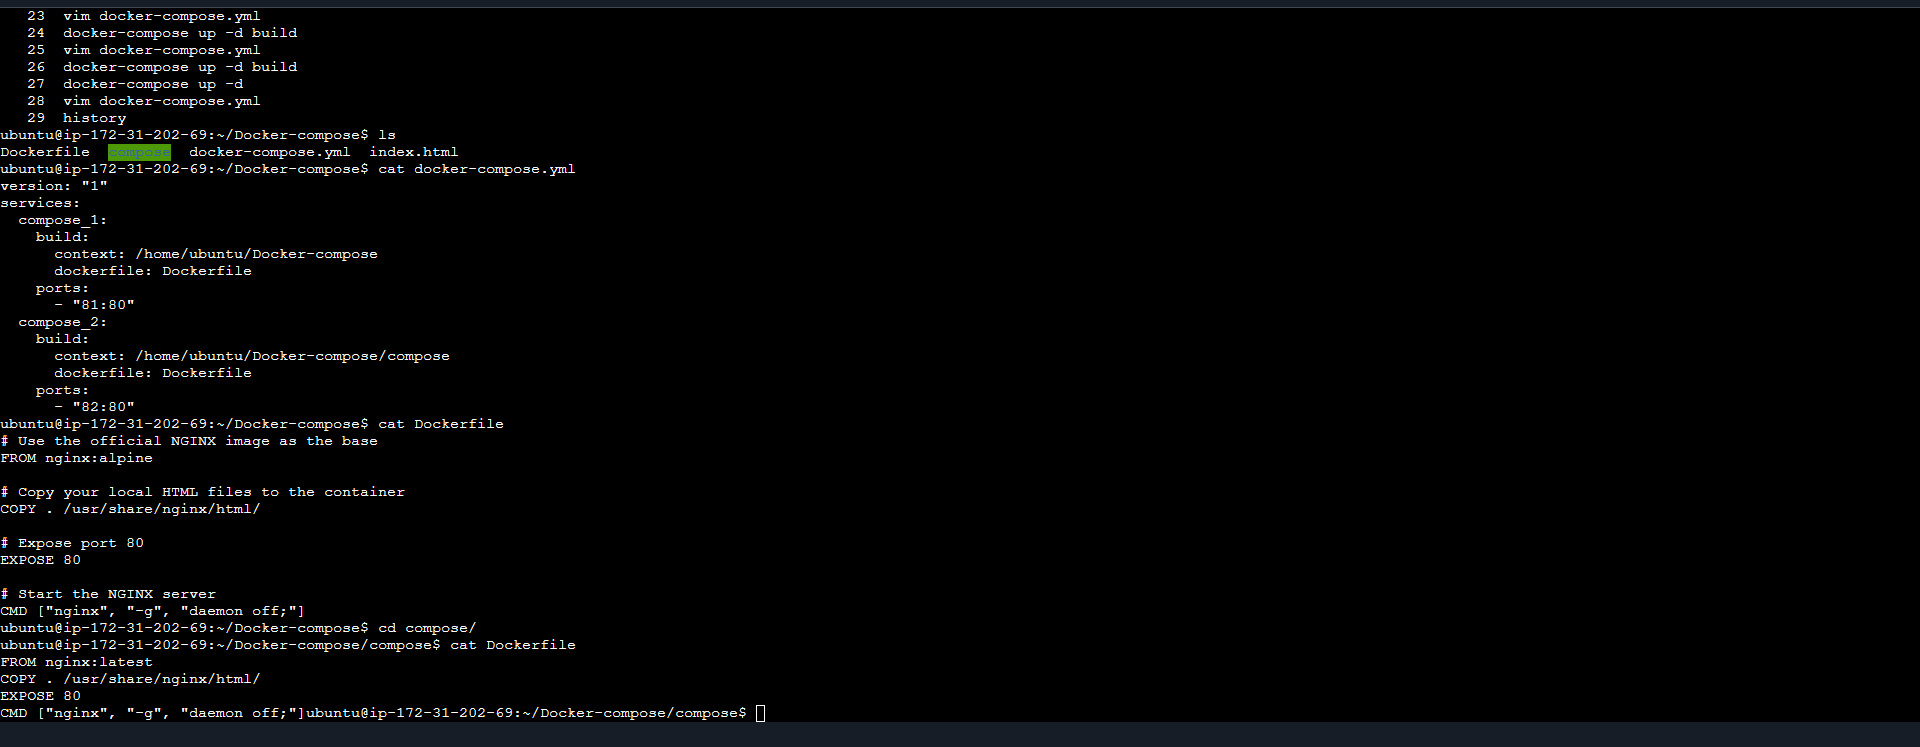 23  vim docker-compose.yml
24  docker-compose up -d build
25  vim docker-compose.yml
26  docker-compose up -d build
27  docker-compose up -d
28  vim docker-compose.yml
29  history
ubuntu@ip-172-31-202-69:~/Docker-compose$ ls
Dockerfile  compose  docker-compose.yml  index.html
ubuntu@ip-172-31-202-69:~/Docker-compose$ cat docker-compose.yml
version: "1"
services:
  compose_1:
    build:
      context: /home/ubuntu/Docker-compose
      dockerfile: Dockerfile
    ports:
      - "81:80"
  compose_2:
    build:
      context: /home/ubuntu/Docker-compose/compose
      dockerfile: Dockerfile
    ports:
      - "82:80"
ubuntu@ip-172-31-202-69:~/Docker-compose$ cat Dockerfile
# Use the official NGINX image as the base
FROM nginx:alpine

# Copy your local HTML files to the container
COPY . /usr/share/nginx/html/

# Expose port 80
EXPOSE 80

# Start the NGINX server
CMD ["nginx", "-g", "daemon off;"]
ubuntu@ip-172-31-202-69:~/Docker-compose$ cd compose/
ubuntu@ip-172-31-202-69:~/Docker-compose/compose$ cat Dockerfile
FROM nginx:latest
COPY . /usr/share/nginx/html/
EXPOSE 80
CMD ["nginx", "-g", "daemon off;"]ubuntu@ip-172-31-202-69:~/Docker-compose/compose$